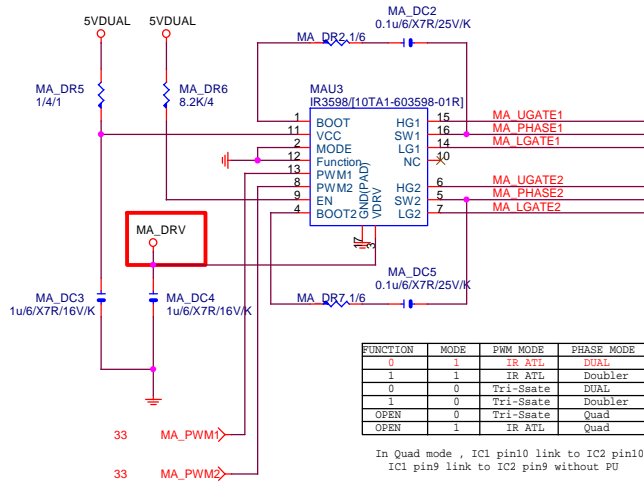 5VDUAL 5VDUAL
MA_DC2
0.1u/6/X7R/25V/K
MA_DR2 1/6
MA_DR5
1/4/1
MA_DR6
8.2K/4
MAU3
IR3598/[10TA1-603598-01R]
1 BOOT HG1 15 MA_UGATE1
11 VCC SW1 16 MA_PHASE1
2 MODE LG1 14 MA_LGATE1
12 Function NC 10
13 PWM1
8 PWM2 HG2 6 MA_UGATE2
9 EN SW2 5 MA_PHASE2
4 BOOT2 LG2 7 MA_LGATE2
GND(PAD) VDRV
17 3
MA_DRV
MA_DC3
1u/6/X7R/16V/K
MA_DC4
1u/6/X7R/16V/K
MA_DR7 1/6
MA_DC5
0.1u/6/X7R/25V/K
FUNCTION MODE PWM MODE PHASE MODE
0 1 IR ATL DUAL
1 1 IR ATL Doubler
0 0 Tri-Ssate DUAL
1 0 Tri-Ssate Doubler
OPEN 0 Tri-Ssate Quad
OPEN 1 IR ATL Quad
33 MA_PWM1
33 MA_PWM2
In Quad mode , IC1 pin10 link to IC2 pin10
IC1 pin9 link to IC2 pin9 without PU